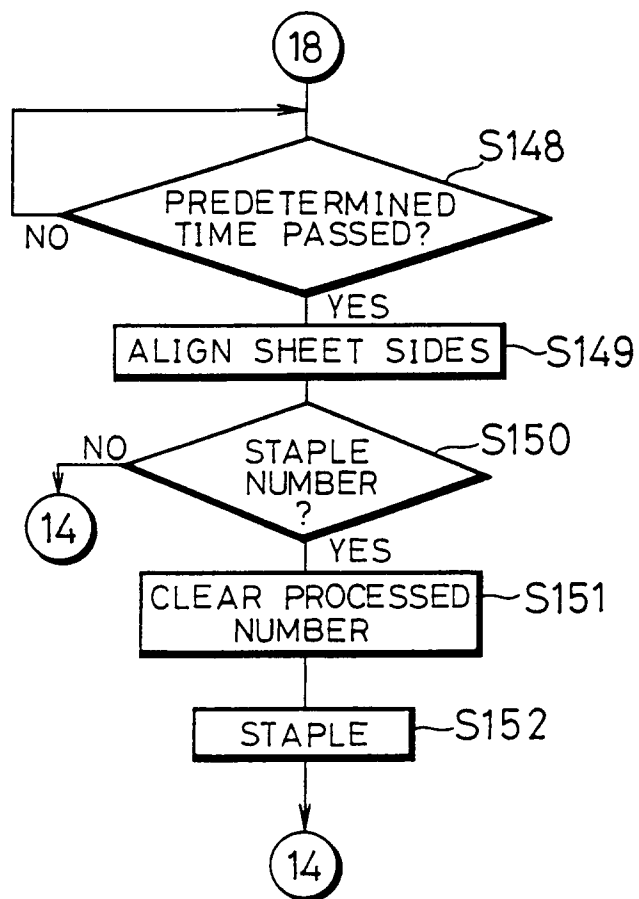 18
S148
PREDETERMINED
TIME PASSED?
NO
YES
ALIGN SHEET SIDES
S149
NO
S150
STAPLE
NUMBER
?
14
YES
CLEAR PROCESSED
NUMBER
S151
STAPLE
S152
14